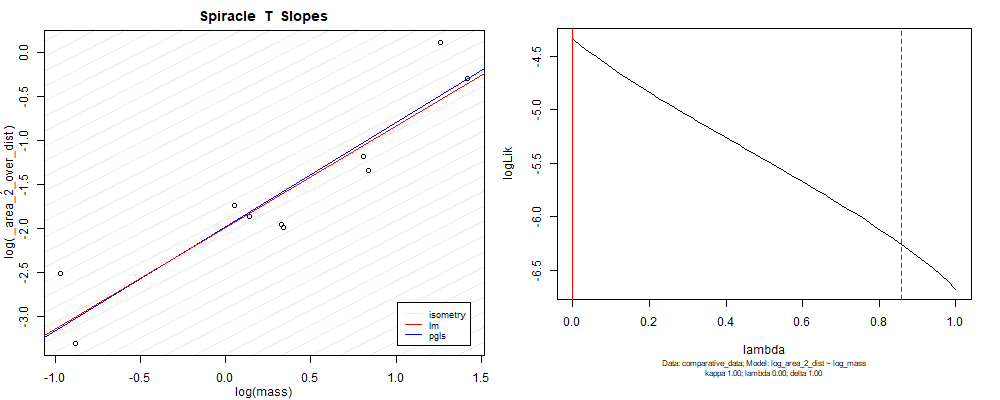 Spiracle T Slopes
log(_area_2_over_dist)
0.0
-0.5
-1.0
-1.5
-2.0
-2.5
-3.0
-1.0 -0.5 0.0 0.5 1.0 1.5
log(mass)
isometry
lm
pgls
logLik
-4.5
-5.0
-5.5
-6.0
-6.5
0.0 0.2 0.4 0.6 0.8 1.0
lambda
Data: comparative_data; Model: log_area_2_dist ~ log_mass
kappa 1.00; lambda 0.00; delta 1.00